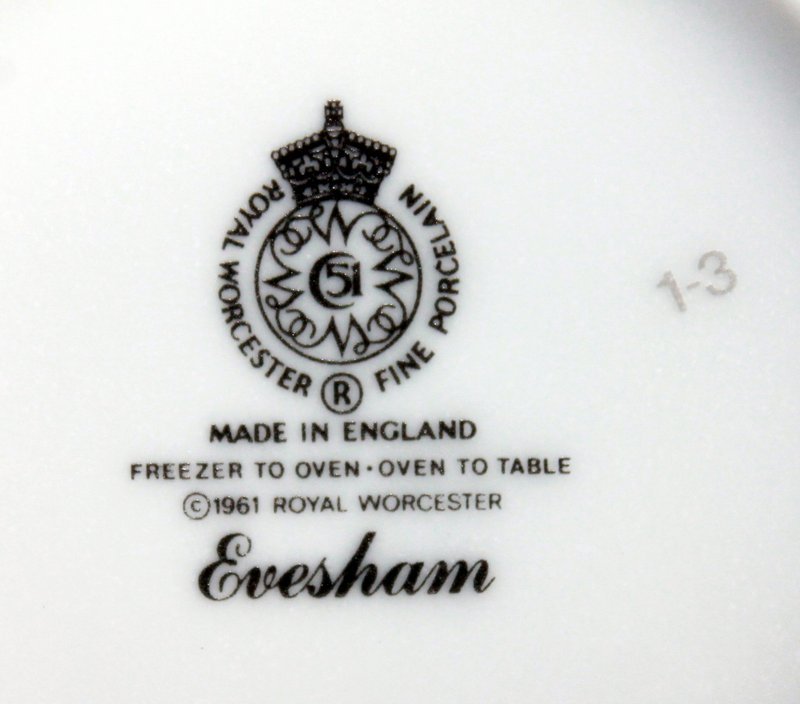 ROYAL WORCESTER ® FINE PORCELAIN
C51
MADE IN ENGLAND
FREEZER TO OVEN · OVEN TO TABLE
©1961 ROYAL WORCESTER
Evesham
1-3